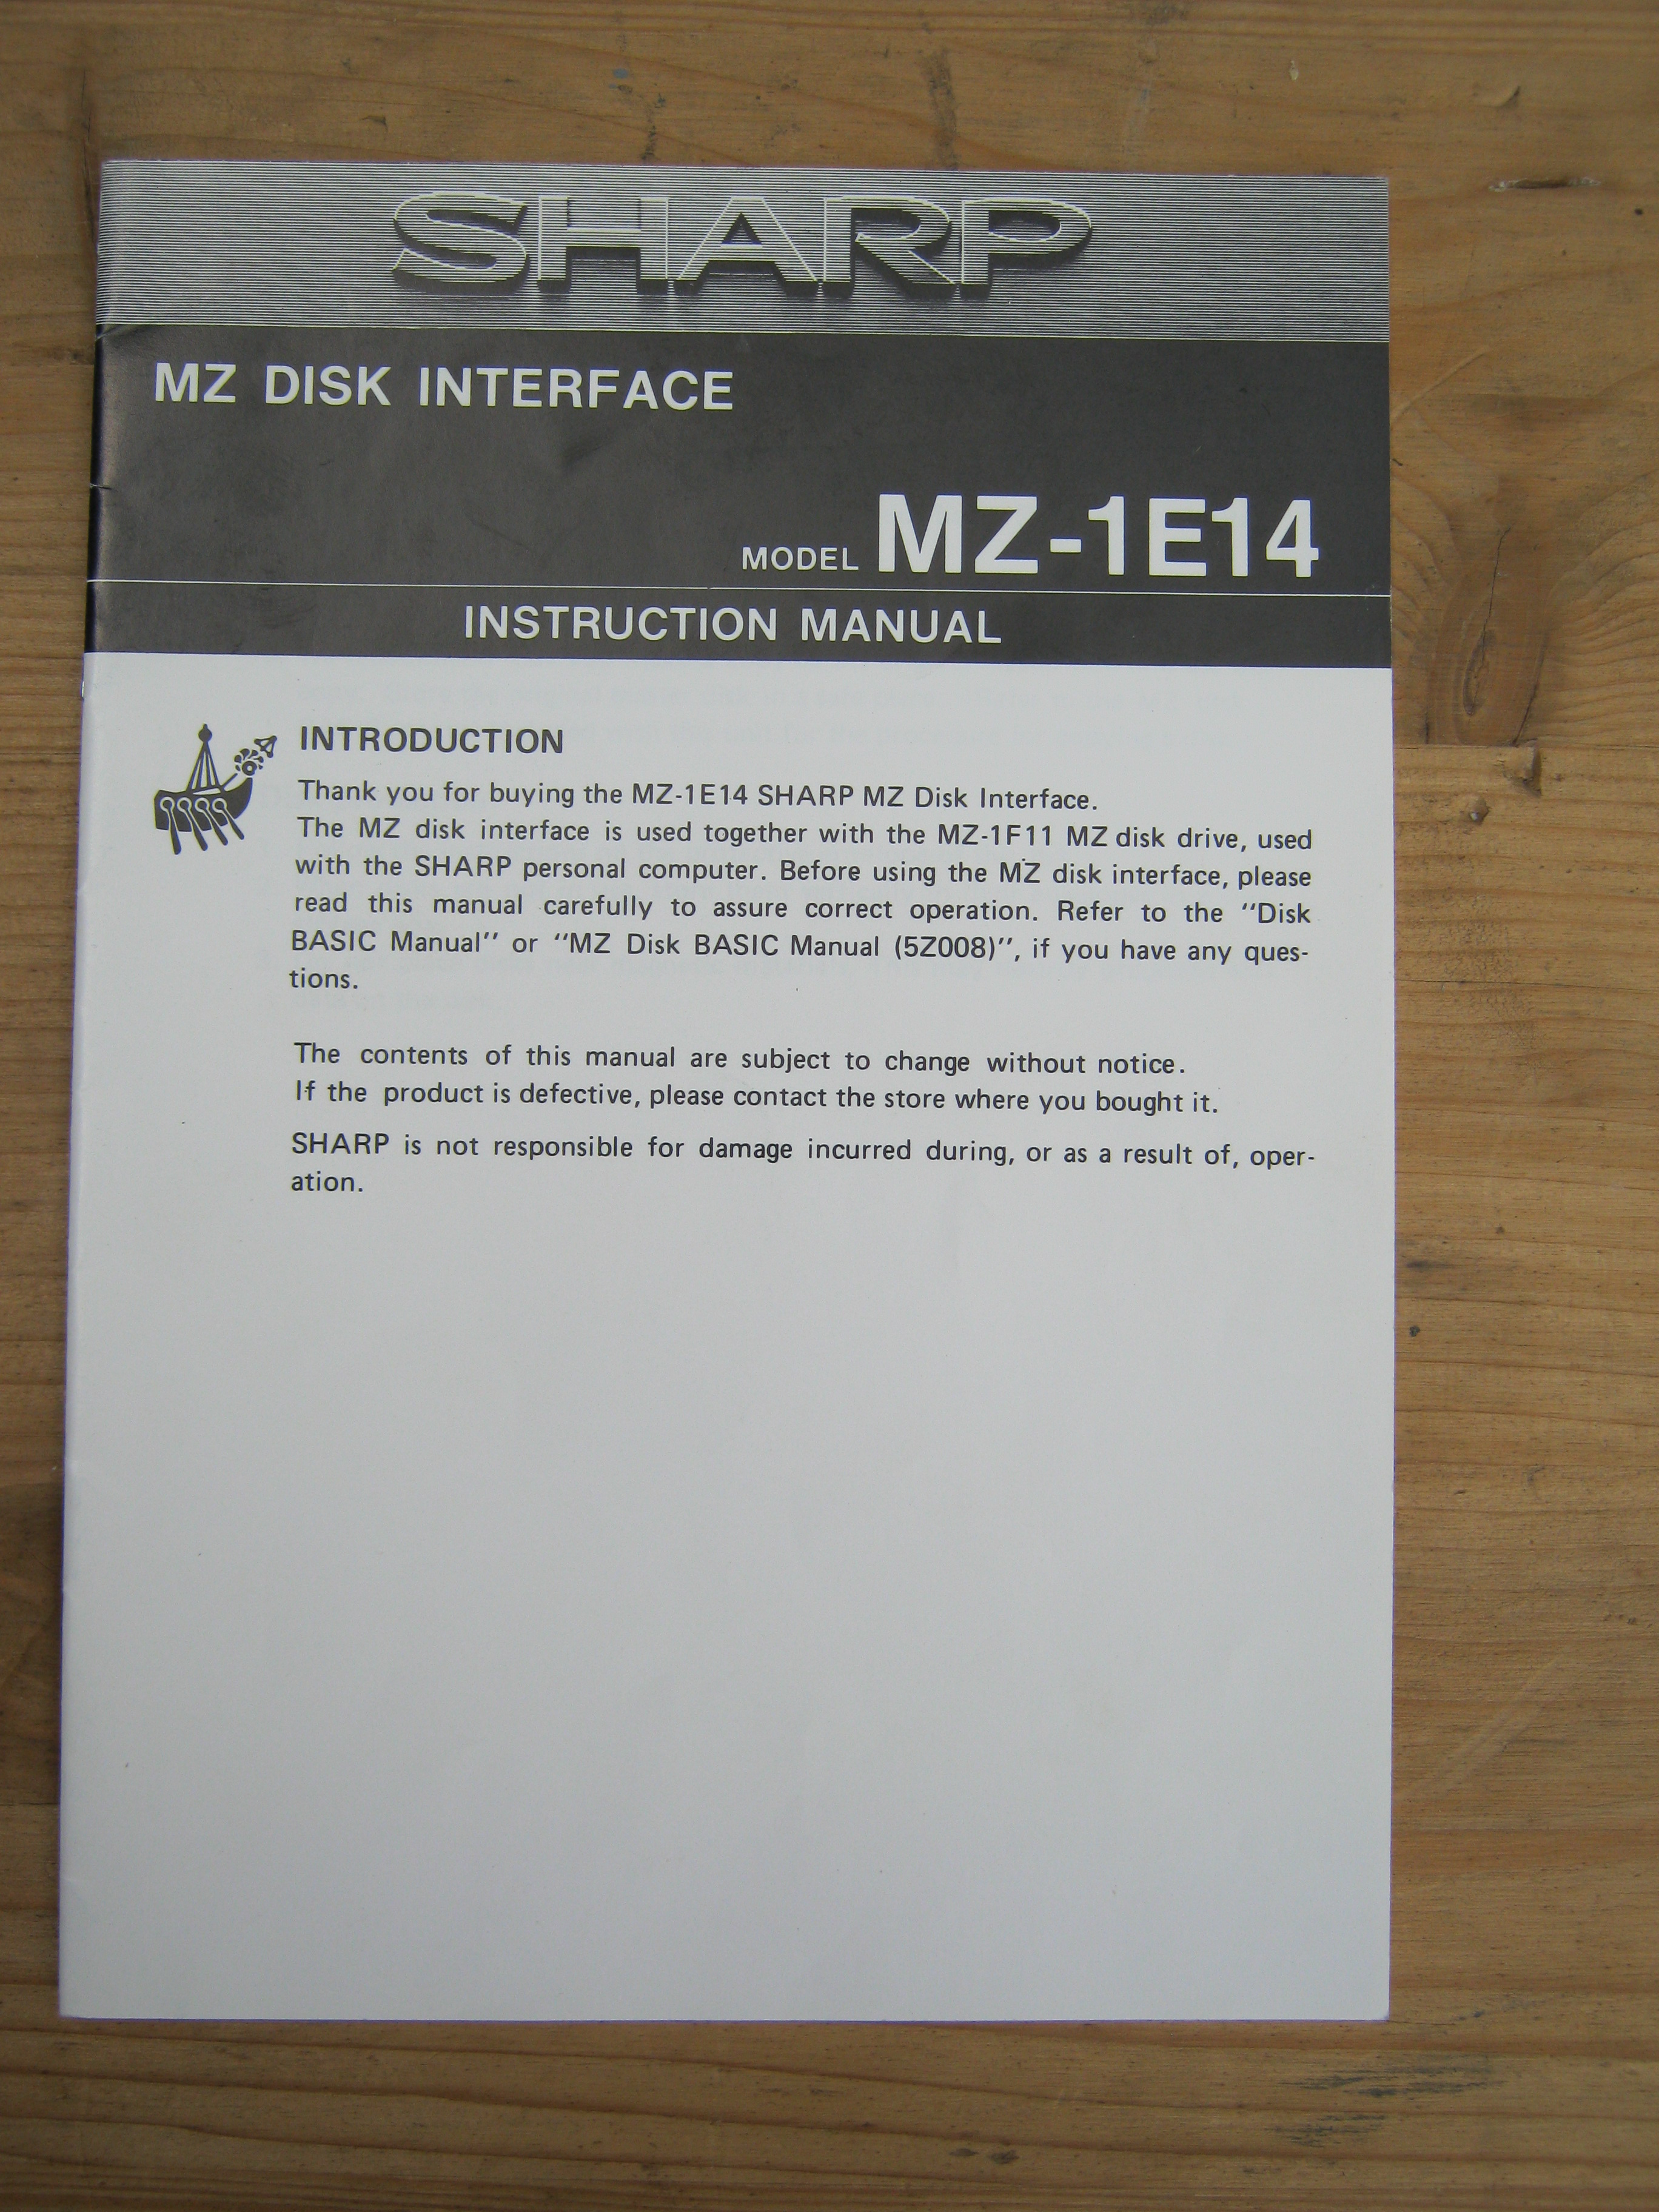 SHARP
MZ DISK INTERFACE
MODEL MZ-1E14
INSTRUCTION MANUAL
INTRODUCTION
Thank you for buying the MZ-1E14 SHARP MZ Disk Interface.
The MZ disk interface is used together with the MZ-1F11 MZ disk drive, used
with the SHARP personal computer. Before using the MZ disk interface, please
read this manual carefully to assure correct operation. Refer to the “Disk
BASIC Manual” or “MZ Disk BASIC Manual (5Z008)”, if you have any ques-
tions.
The contents of this manual are subject to change without notice.
If the product is defective, please contact the store where you bought it.
SHARP is not responsible for damage incurred during, or as a result of, oper-
ation.